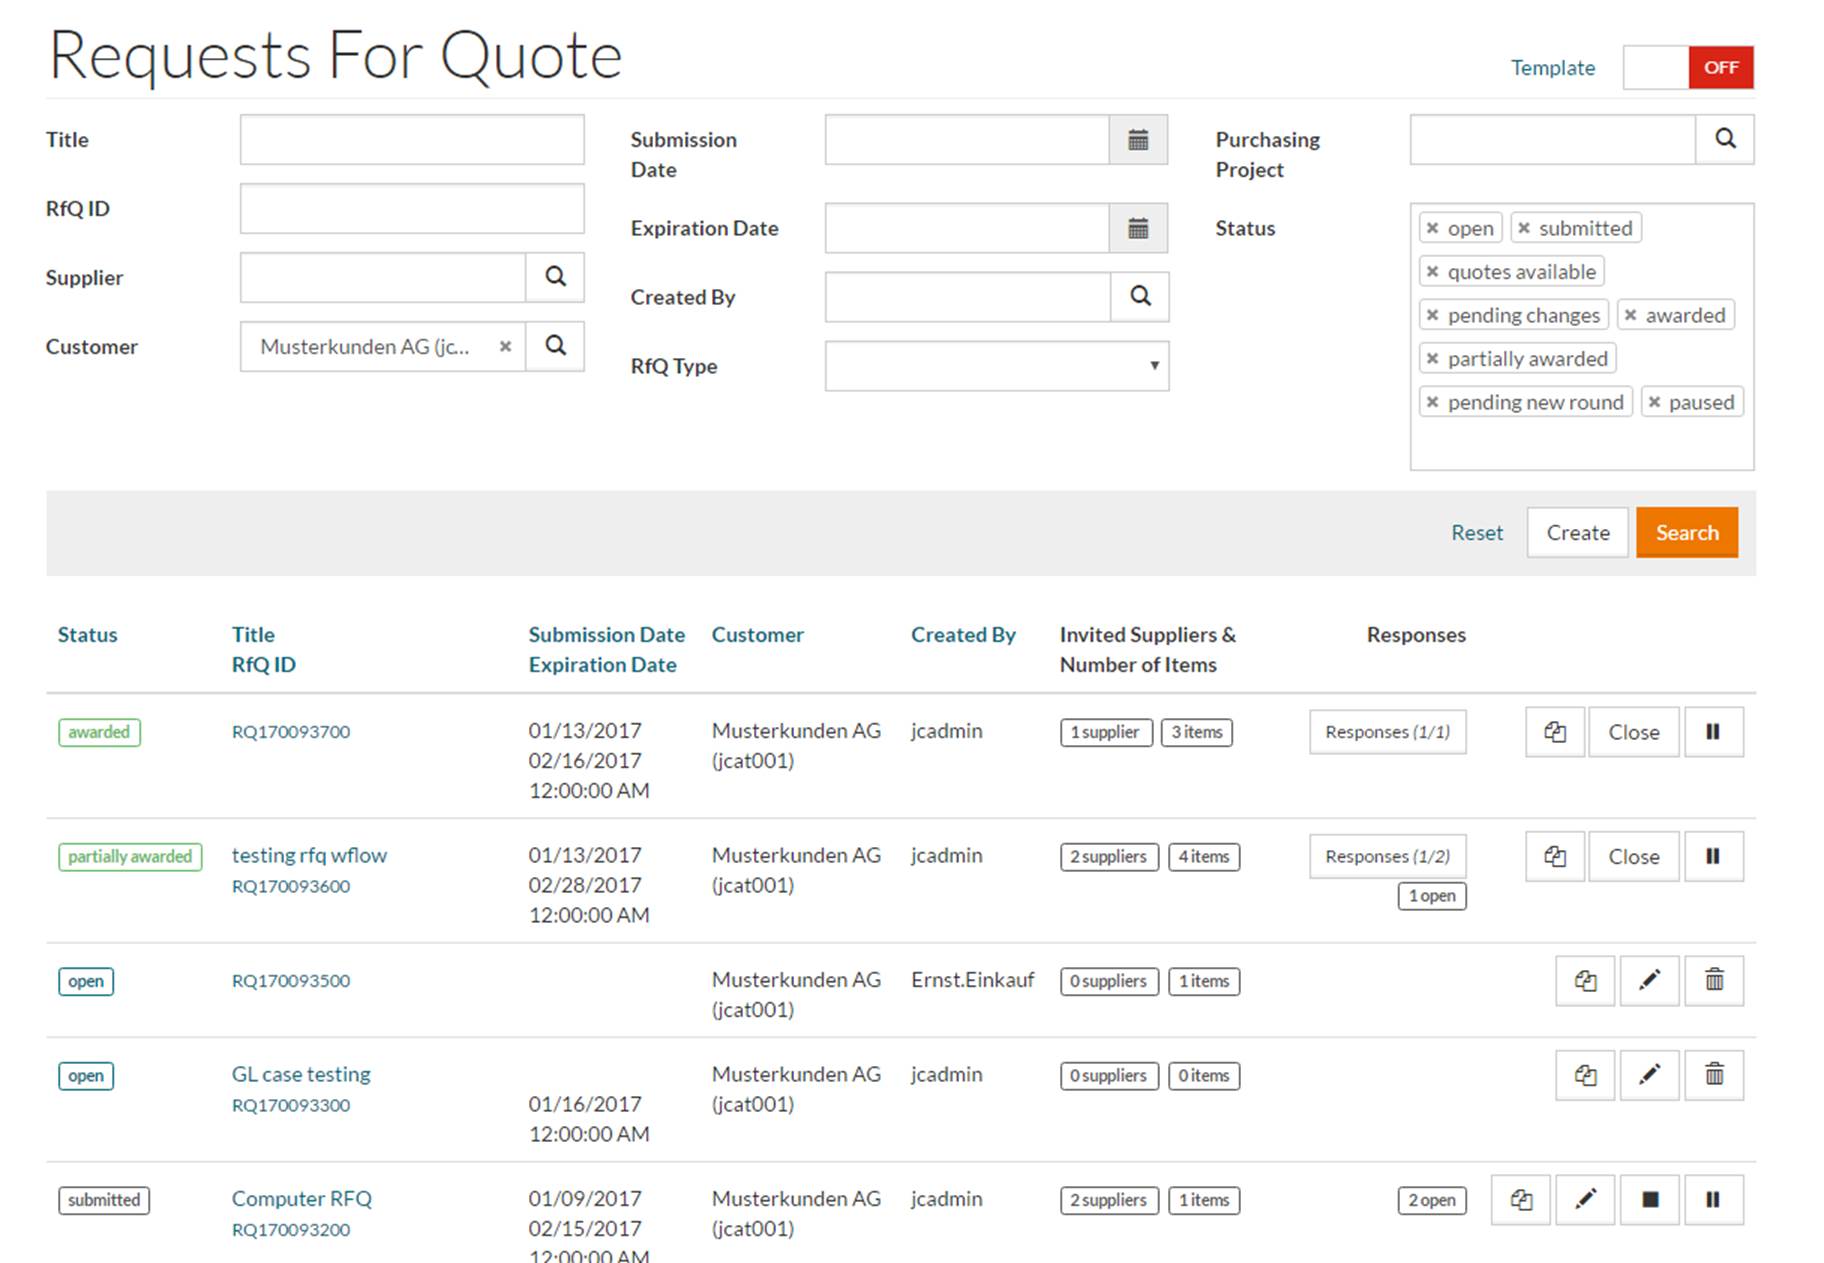 Requests For Quote
Template OFF
Title
Submission Date
Purchasing Project
RfQ ID
Expiration Date
Status
× open × submitted
× quotes available
× pending changes × awarded
× partially awarded
× pending new round × paused
Supplier
Created By
Customer Musterkunden AG (jc... ×
RfQ Type
Reset Create Search
Status Title Submission Date Customer Created By Invited Suppliers & Responses
RfQ ID Expiration Date Number of Items
awarded RQ170093700 01/13/2017 Musterkunden AG jcadmin 1 supplier 3 items Responses (1/1) Close
02/16/2017 (jcat001)
12:00:00 AM
partially awarded testing rfq wflow 01/13/2017 Musterkunden AG jcadmin 2 suppliers 4 items Responses (1/2) Close
RQ170093600 02/28/2017 (jcat001) 1 open
12:00:00 AM
open RQ170093500 Musterkunden AG Ernst.Einkauf 0 suppliers 1 items
(jcat001)
open GL case testing Musterkunden AG jcadmin 0 suppliers 0 items
RQ170093300 01/16/2017 (jcat001)
12:00:00 AM
submitted Computer RFQ 01/09/2017 Musterkunden AG jcadmin 2 suppliers 1 items 2 open
RQ170093200 02/15/2017 (jcat001)
12:00:00 AM